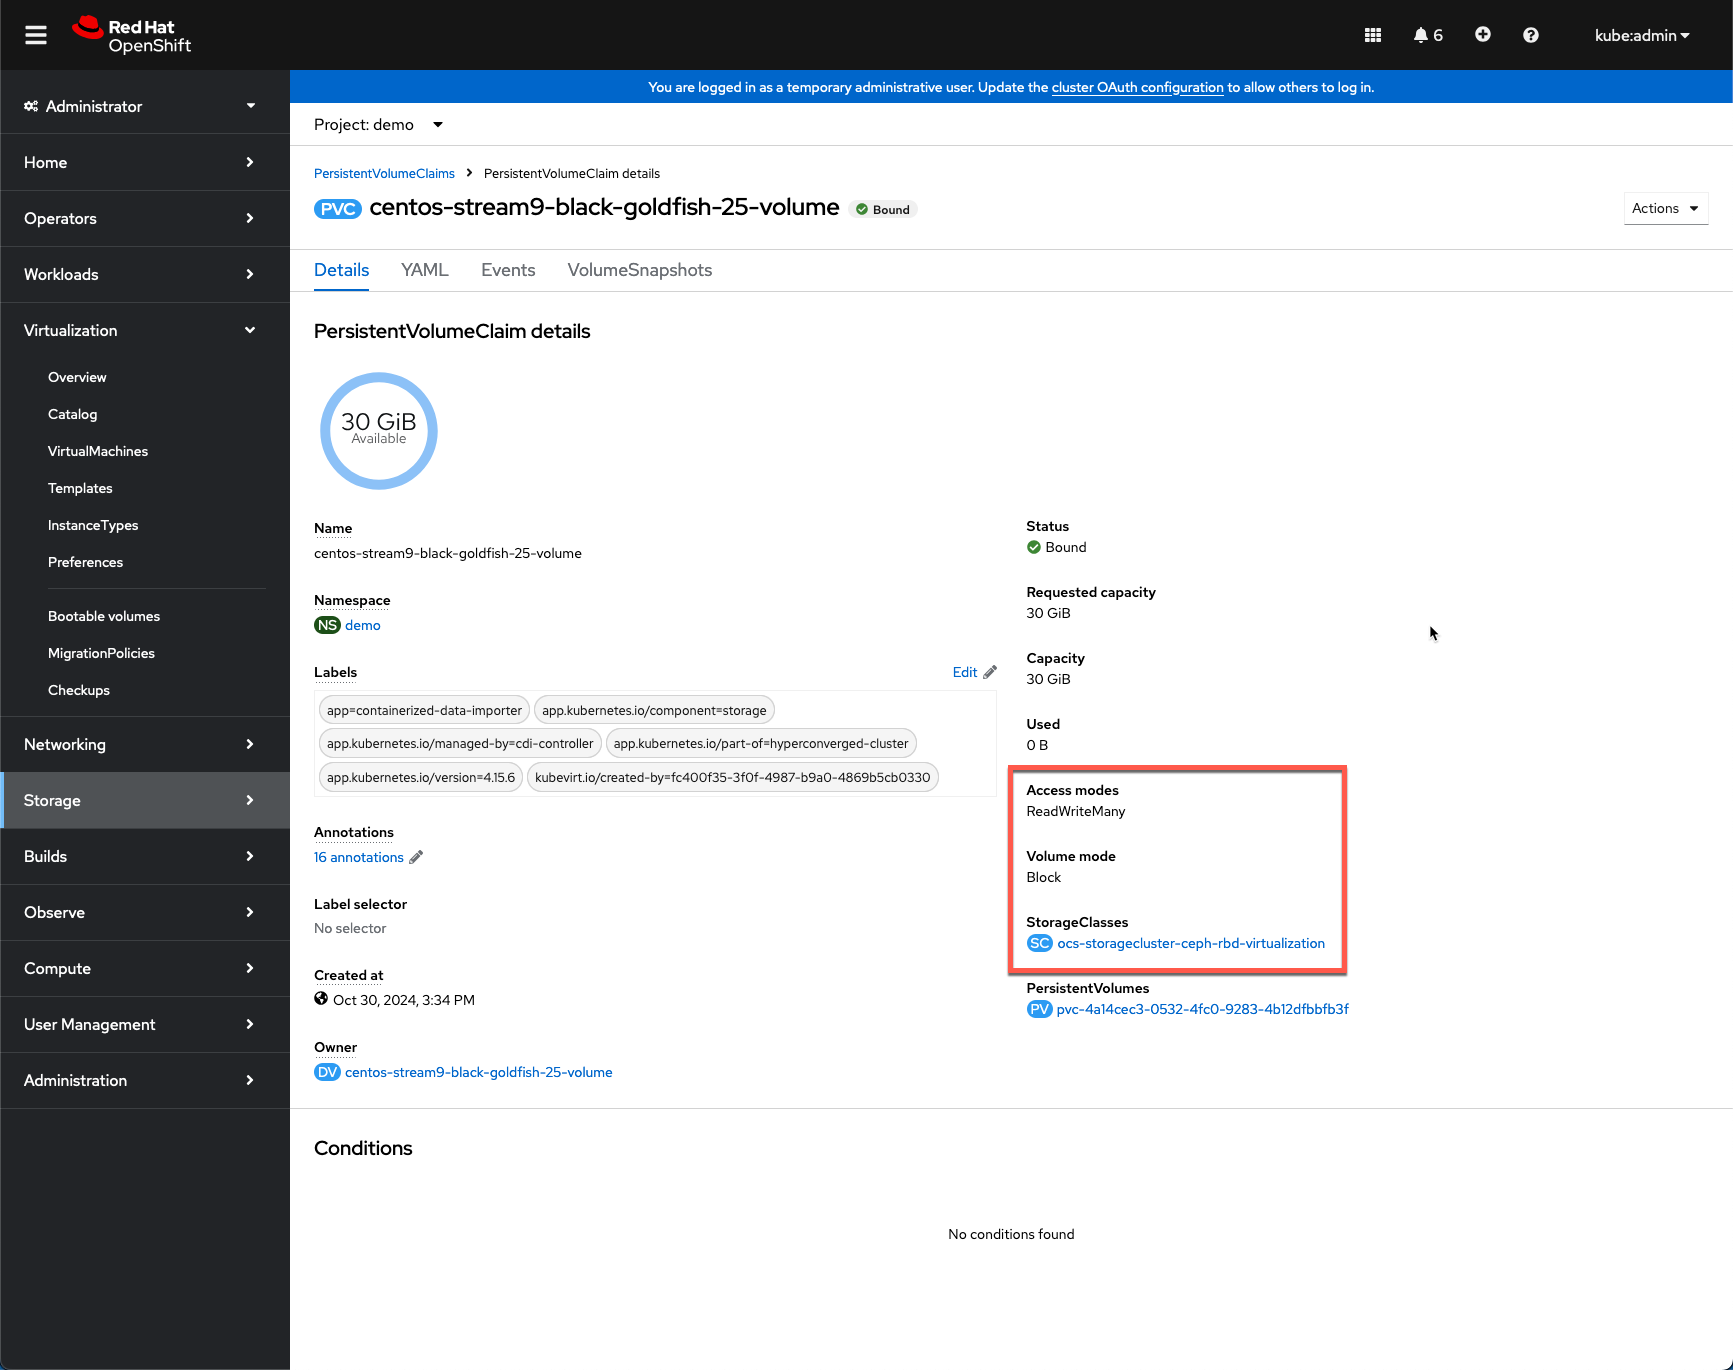 Red Hat
OpenShift
6
kube:admin
Administrator
Home
Operators
Workloads
Virtualization
Overview
Catalog
VirtualMachines
Templates
InstanceTypes
Preferences
Bootable volumes
MigrationPolicies
Checkups
Networking
Storage
Builds
Observe
Compute
User Management
Administration
You are logged in as a temporary administrative user. Update the cluster OAuth configuration to allow others to log in.
Project: demo
PersistentVolumeClaims PersistentVolumeClaim details
PVC centos-stream9-black-goldfish-25-volume Bound
Actions
Details YAML Events VolumeSnapshots
PersistentVolumeClaim details
30 GiB
Available
Name
centos-stream9-black-goldfish-25-volume
Namespace
NS demo
Labels Edit
app=containerized-data-importer app.kubernetes.io/component=storage
app.kubernetes.io/managed-by=cdi-controller app.kubernetes.io/part-of=hyperconverged-cluster
app.kubernetes.io/version=4.15.6 kubevirt.io/created-by=fc400f35-3f0f-4987-b9a0-4869b5cb0330
Annotations
16 annotations
Label selector
No selector
Created at
Oct 30, 2024, 3:34 PM
Owner
DV centos-stream9-black-goldfish-25-volume
Status
Bound
Requested capacity
30 GiB
Capacity
30 GiB
Used
0 B
Access modes
ReadWriteMany
Volume mode
Block
StorageClasses
SC ocs-storagecluster-ceph-rbd-virtualization
PersistentVolumes
PV pvc-4a14cec3-0532-4fc0-9283-4b12dfbbfb3f
Conditions
No conditions found